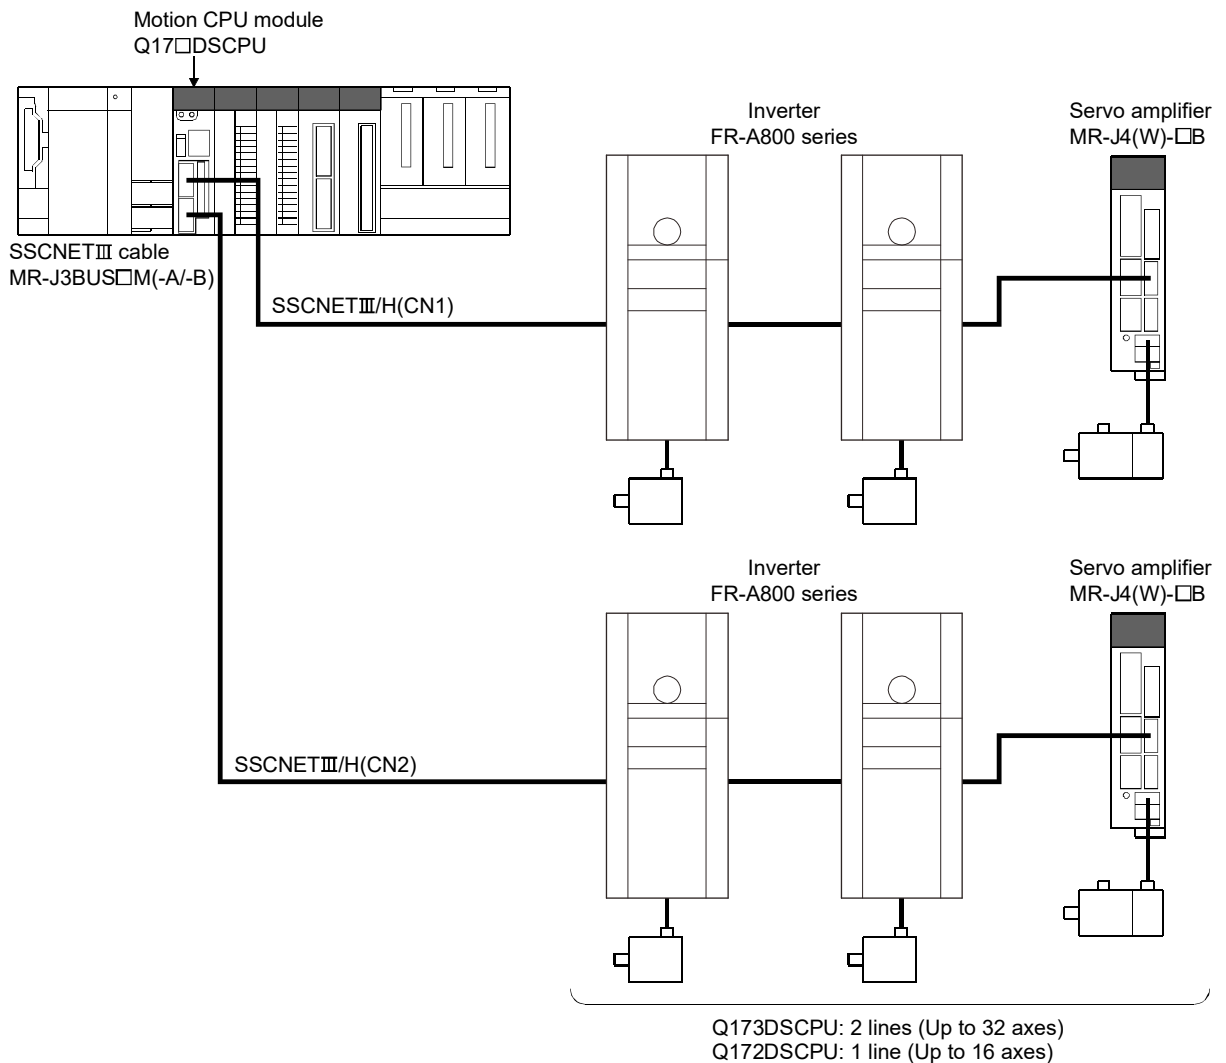 Motion CPU module
Q17□DSCPU
Inverter
FR-A800 series
Servo amplifier
MR-J4(W)-□B
SSCNETⅢ cable
MR-J3BUS□M(-A/-B)
SSCNETⅢ/H(CN1)
Inverter
FR-A800 series
Servo amplifier
MR-J4(W)-□B
SSCNETⅢ/H(CN2)
Q173DSCPU: 2 lines (Up to 32 axes)
Q172DSCPU: 1 line (Up to 16 axes)